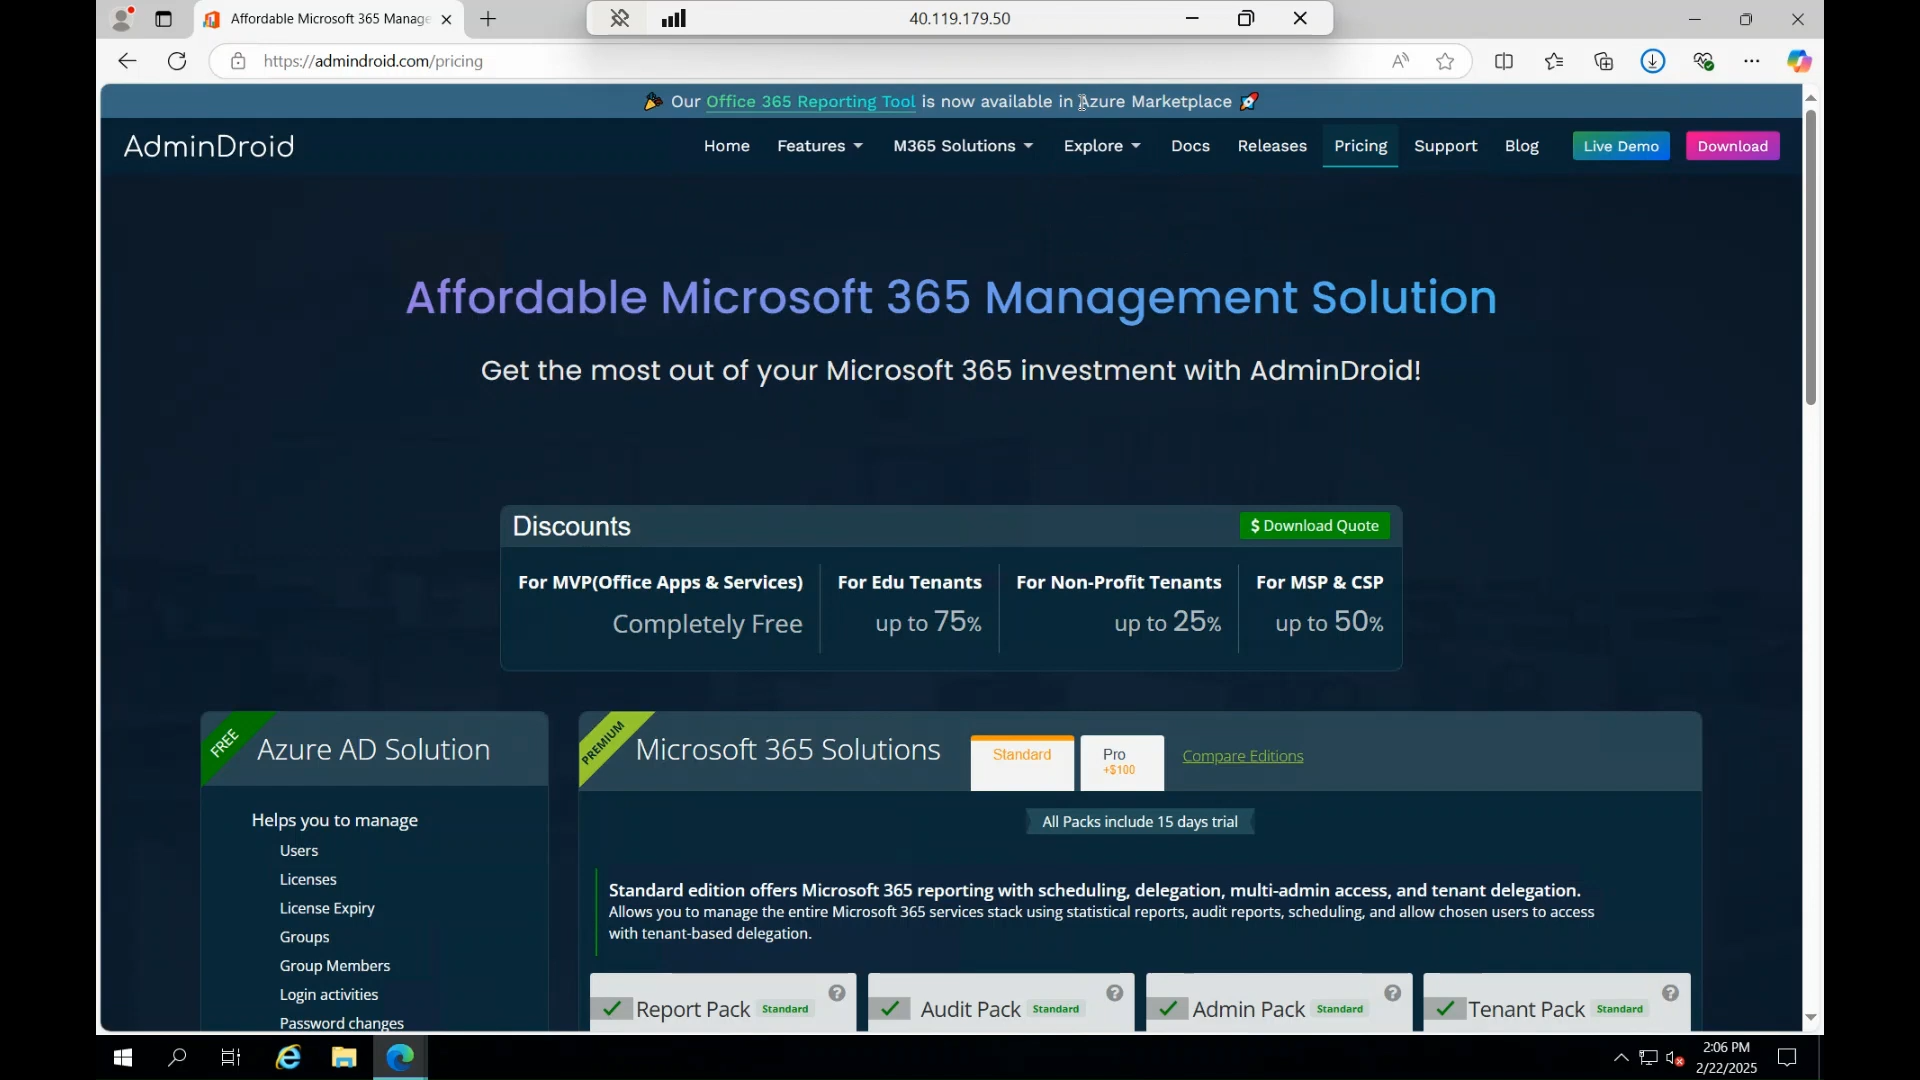 Affordable Microsoft 365 Manage
40.119.179.50
https://admindroid.com/pricing
Our Office 365 Reporting Tool is now available in Azure Marketplace
AdminDroid
Home Features M365 Solutions Explore Docs Releases Pricing Support Blog Live Demo Download
Affordable Microsoft 365 Management Solution
Get the most out of your Microsoft 365 investment with AdminDroid!
Discounts
$ Download Quote
For MVP(Office Apps & Services) For Edu Tenants For Non-Profit Tenants For MSP & CSP
Completely Free up to 75% up to 25% up to 50%
FREE
Azure AD Solution
Helps you to manage
Users
Licenses
License Expiry
Groups
Group Members
Login activities
Password changes
PREMIUM
Microsoft 365 Solutions
Standard
Pro
+$100
Compare Editions
All Packs include 15 days trial
Standard edition offers Microsoft 365 reporting with scheduling, delegation, multi-admin access, and tenant delegation.
Allows you to manage the entire Microsoft 365 services stack using statistical reports, audit reports, scheduling, and allow chosen users to access
with tenant-based delegation.
Report Pack Standard ?
Audit Pack Standard ?
Admin Pack Standard ?
Tenant Pack Standard ?
2:06 PM
2/22/2025